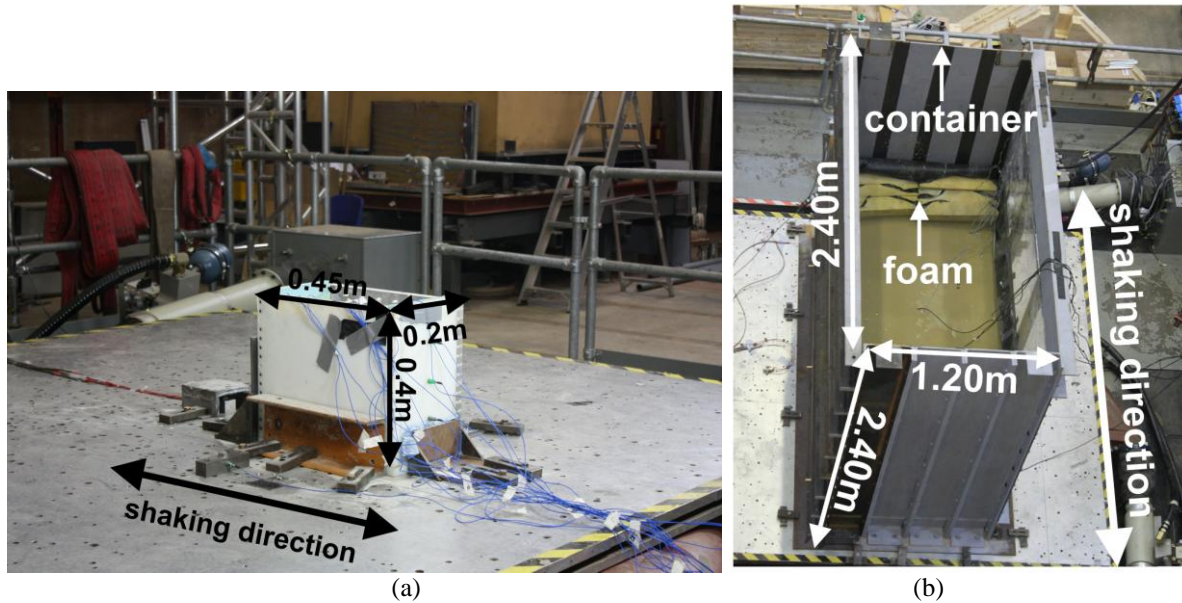 0.45m
0.2m
0.4m
shaking direction
(a)
container
2.40m
foam
1.20m
2.40m
shaking direction
(b)